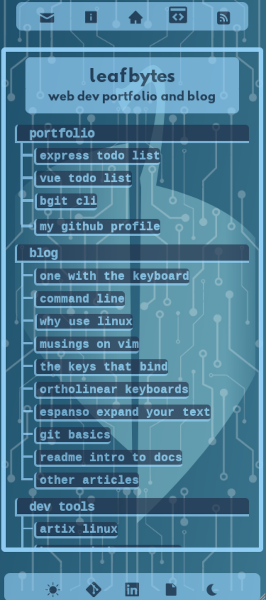 leafbytes
web dev portfolio and blog
portfolio
express todo list
vue todo list
bgit cli
my github profile
blog
one with the keyboard
command line
why use linux
musings on vim
the keys that bind
ortholinear keyboards
espanso expand your text
git basics
readme intro to docs
other articles
dev tools
artix linux